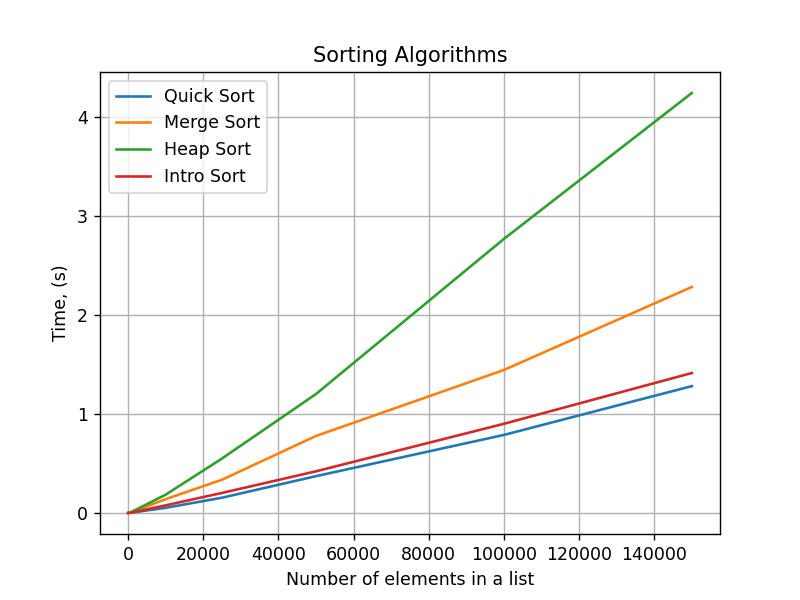 Sorting Algorithms
Quick Sort
Merge Sort
Heap Sort
Intro Sort
Time, (s)
4
3
2
1
0
0 20000 40000 60000 80000 100000 120000 140000
Number of elements in a list